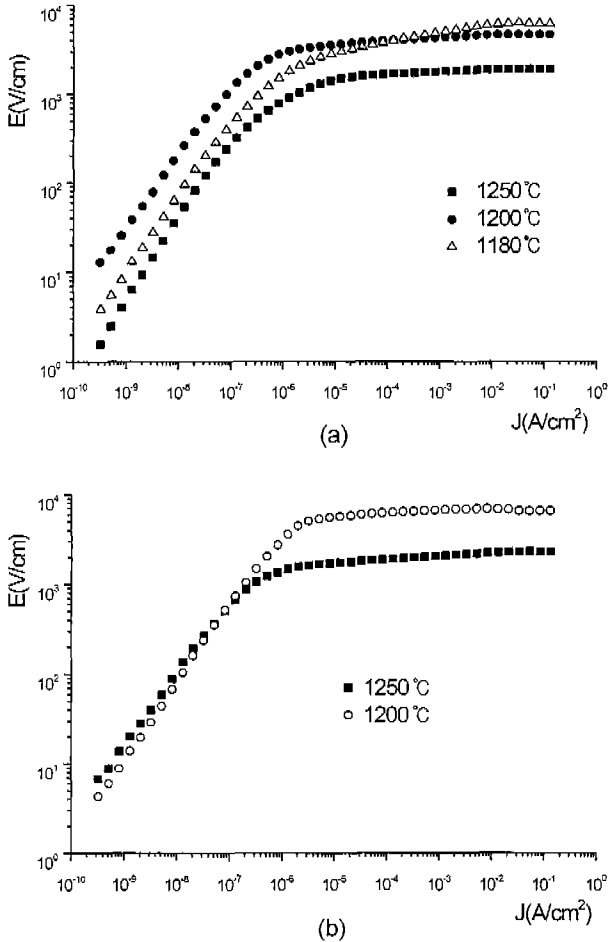 10⁴
10³
10²
10¹
10⁰
E(V/cm)
■ 1250℃
● 1200℃
△ 1180℃
10⁻¹⁰ 10⁻⁹ 10⁻⁸ 10⁻⁷ 10⁻⁶ 10⁻⁵ 10⁻⁴ 10⁻³ 10⁻² 10⁻¹ 10⁰
J(A/cm²)
(a)
10⁴
10³
10²
10¹
10⁰
E(V/cm)
■ 1250℃
○ 1200℃
10⁻¹⁰ 10⁻⁹ 10⁻⁸ 10⁻⁷ 10⁻⁶ 10⁻⁵ 10⁻⁴ 10⁻³ 10⁻² 10⁻¹ 10⁰
J(A/cm²)
(b)